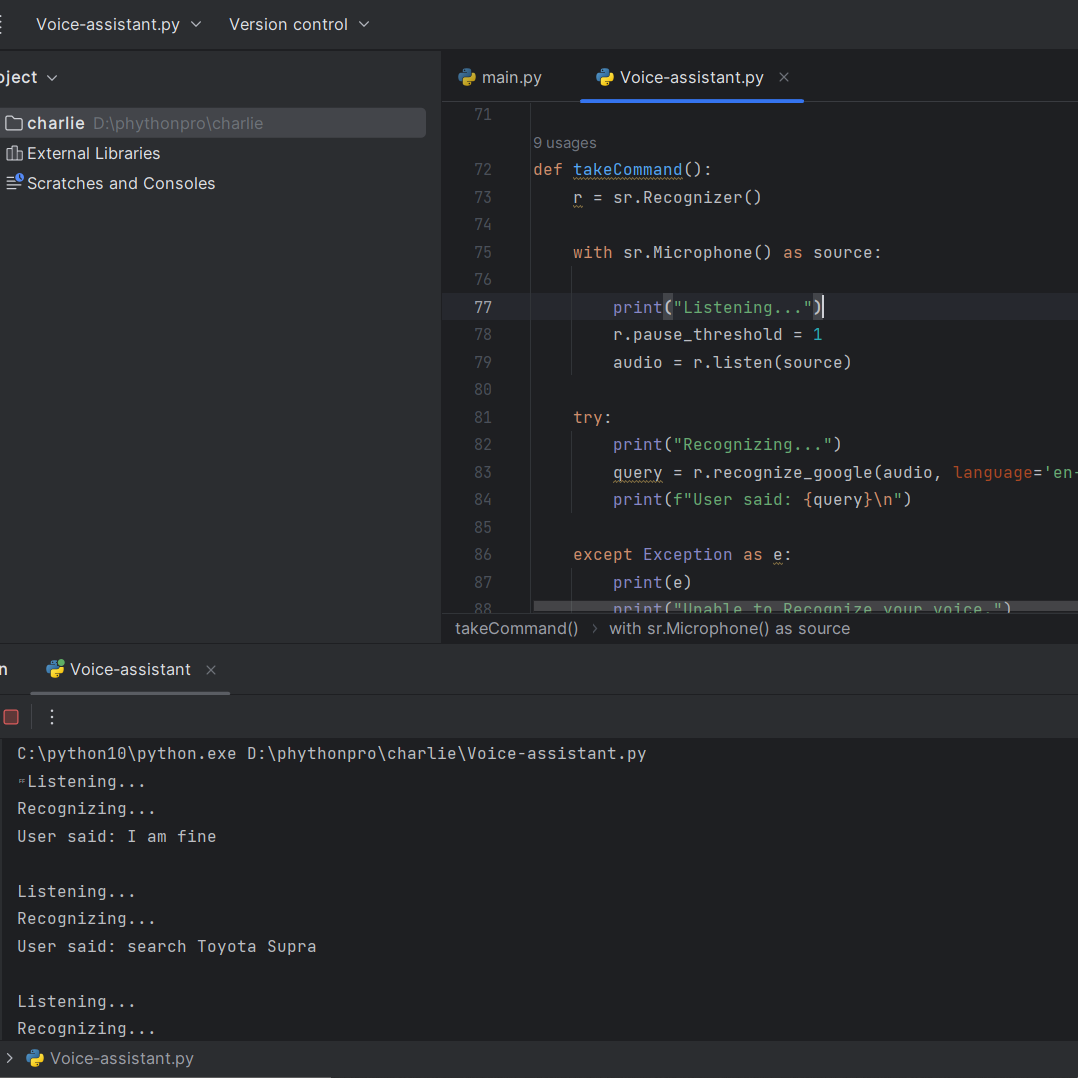 Voice-assistant.py Version control
oject
charlie D:\phythonpro\charlie
External Libraries
Scratches and Consoles
main.py Voice-assistant.py
71
9 usages
72 def takeCommand():
73 r = sr.Recognizer()
74
75 with sr.Microphone() as source:
76
77 print("Listening...")
78 r.pause_threshold = 1
79 audio = r.listen(source)
80
81 try:
82 print("Recognizing...")
83 query = r.recognize_google(audio, language='en-
84 print(f"User said: {query}\n")
85
86 except Exception as e:
87 print(e)
88 print("Unable to Recognize your voice.")
takeCommand() > with sr.Microphone() as source
n Voice-assistant
C:\python10\python.exe D:\phythonpro\charlie\Voice-assistant.py
Listening...
Recognizing...
User said: I am fine
Listening...
Recognizing...
User said: search Toyota Supra
Listening...
Recognizing...
> Voice-assistant.py